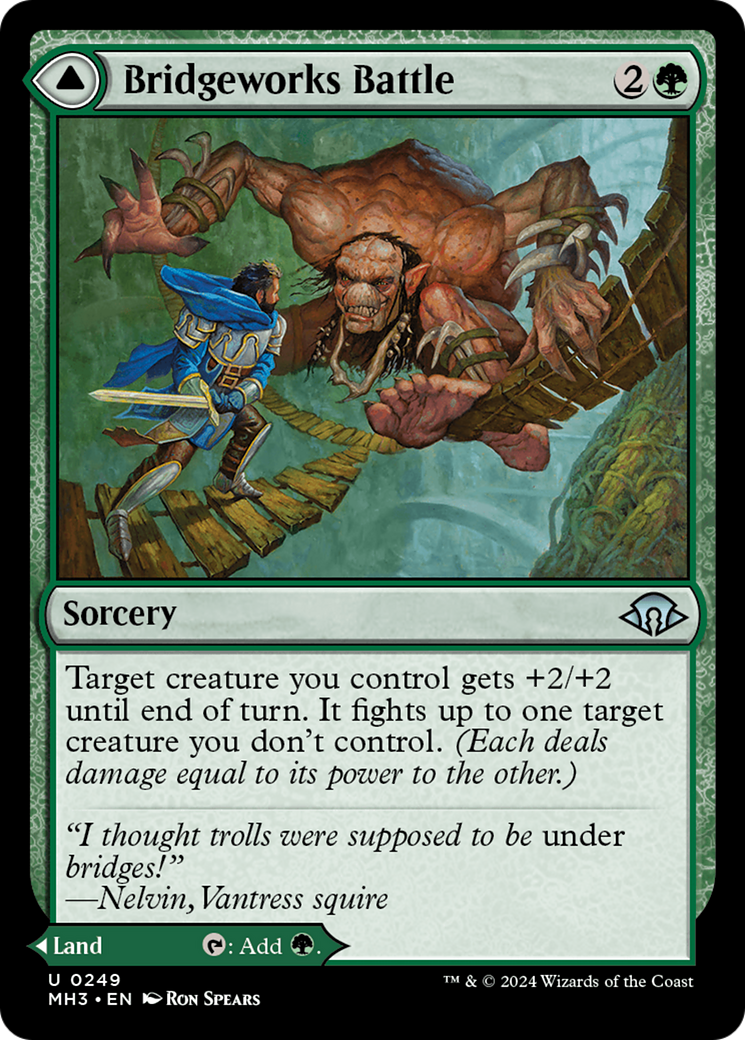 Bridgeworks Battle 2
Sorcery
Target creature you control gets +2/+2
until end of turn. It fights up to one target
creature you don't control. (Each deals
damage equal to its power to the other.)
"I thought trolls were supposed to be under
bridges!"
—Nelvin, Vantress squire
Land : Add .
U 0249
MH3 • EN Ron Spears
™ & © 2024 Wizards of the Coast